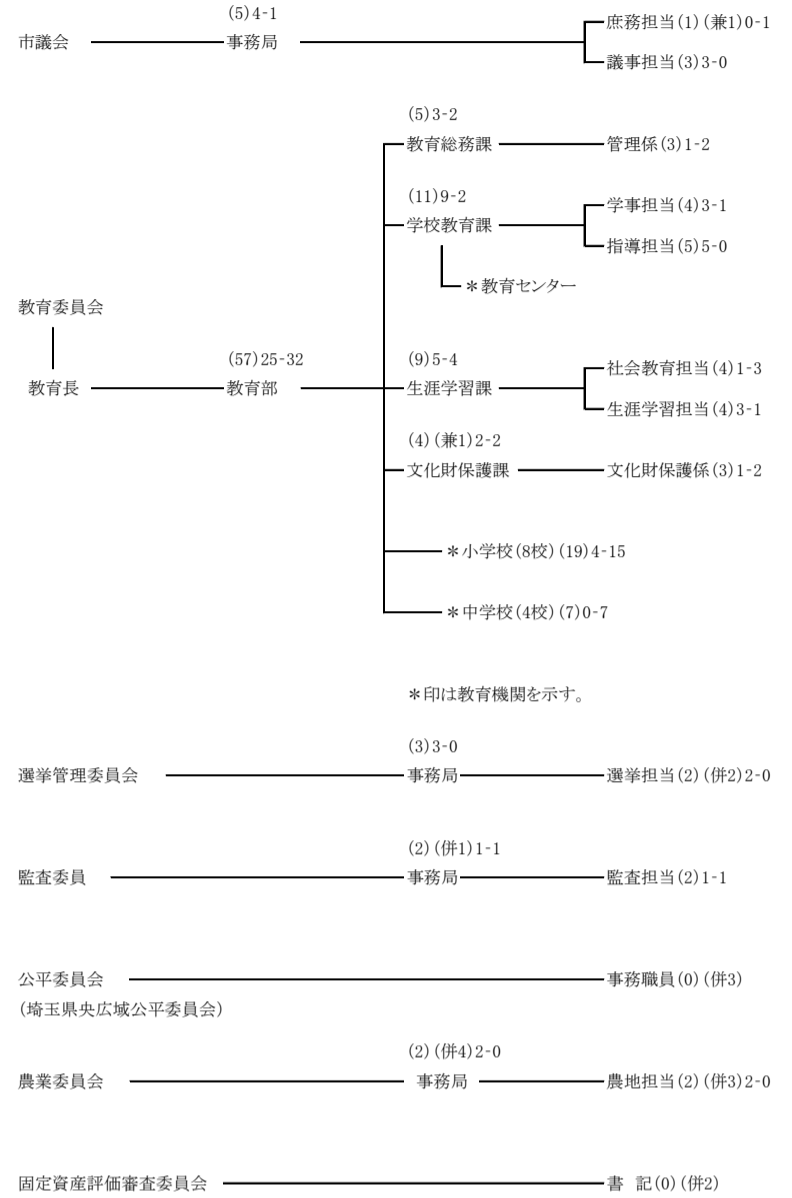 (5)4-1
市議会 事務局 庶務担当(1)(兼1)0-1
議事担当(3)3-0
(5)3-2
教育総務課 管理係(3)1-2
(11)9-2
学校教育課 学事担当(4)3-1
指導担当(5)5-0
＊教育センター
教育委員会
(57)25-32 (9)5-4
教育長 教育部 生涯学習課 社会教育担当(4)1-3
生涯学習担当(4)3-1
(4)(兼1)2-2
文化財保護課 文化財保護係(3)1-2
＊小学校(8校)(19)4-15
＊中学校(4校)(7)0-7
＊印は教育機関を示す。
(3)3-0
選挙管理委員会 事務局 選挙担当(2)(併2)2-0
(2)(併1)1-1
監査委員 事務局 監査担当(2)1-1
公平委員会 事務職員(0)(併3)
(埼玉県央広域公平委員会)
(2)(併4)2-0
農業委員会 事務局 農地担当(2)(併3)2-0
固定資産評価審査委員会 書 記(0)(併2)